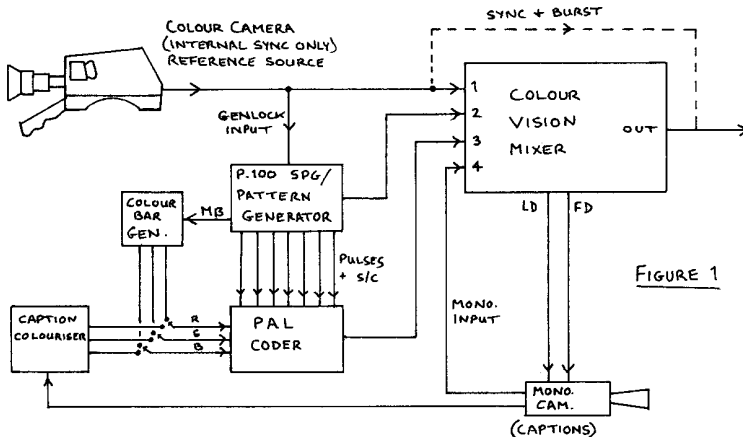 SYNC + BURST
COLOUR CAMERA
(INTERNAL SYNC ONLY)
REFERENCE SOURCE
GENLOCK
INPUT
1
2
3
4
COLOUR
VISION
MIXER
OUT
P.100 SPG/
PATTERN
GENERATOR
COLOUR
BAR
GEN.
MB
LD
FD
PULSES
+ S/C
FIGURE 1
MONO.
INPUT
CAPTION
COLOURISER
R
G
B
PAL
CODER
MONO.
CAM.
(CAPTIONS)